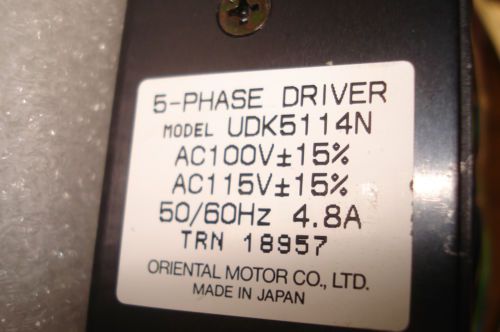 5-PHASE DRIVER
MODEL UDK5114N
AC100V±15%
AC115V±15%
50/60Hz 4.8A
TRN 18957
ORIENTAL MOTOR CO., LTD.
MADE IN JAPAN